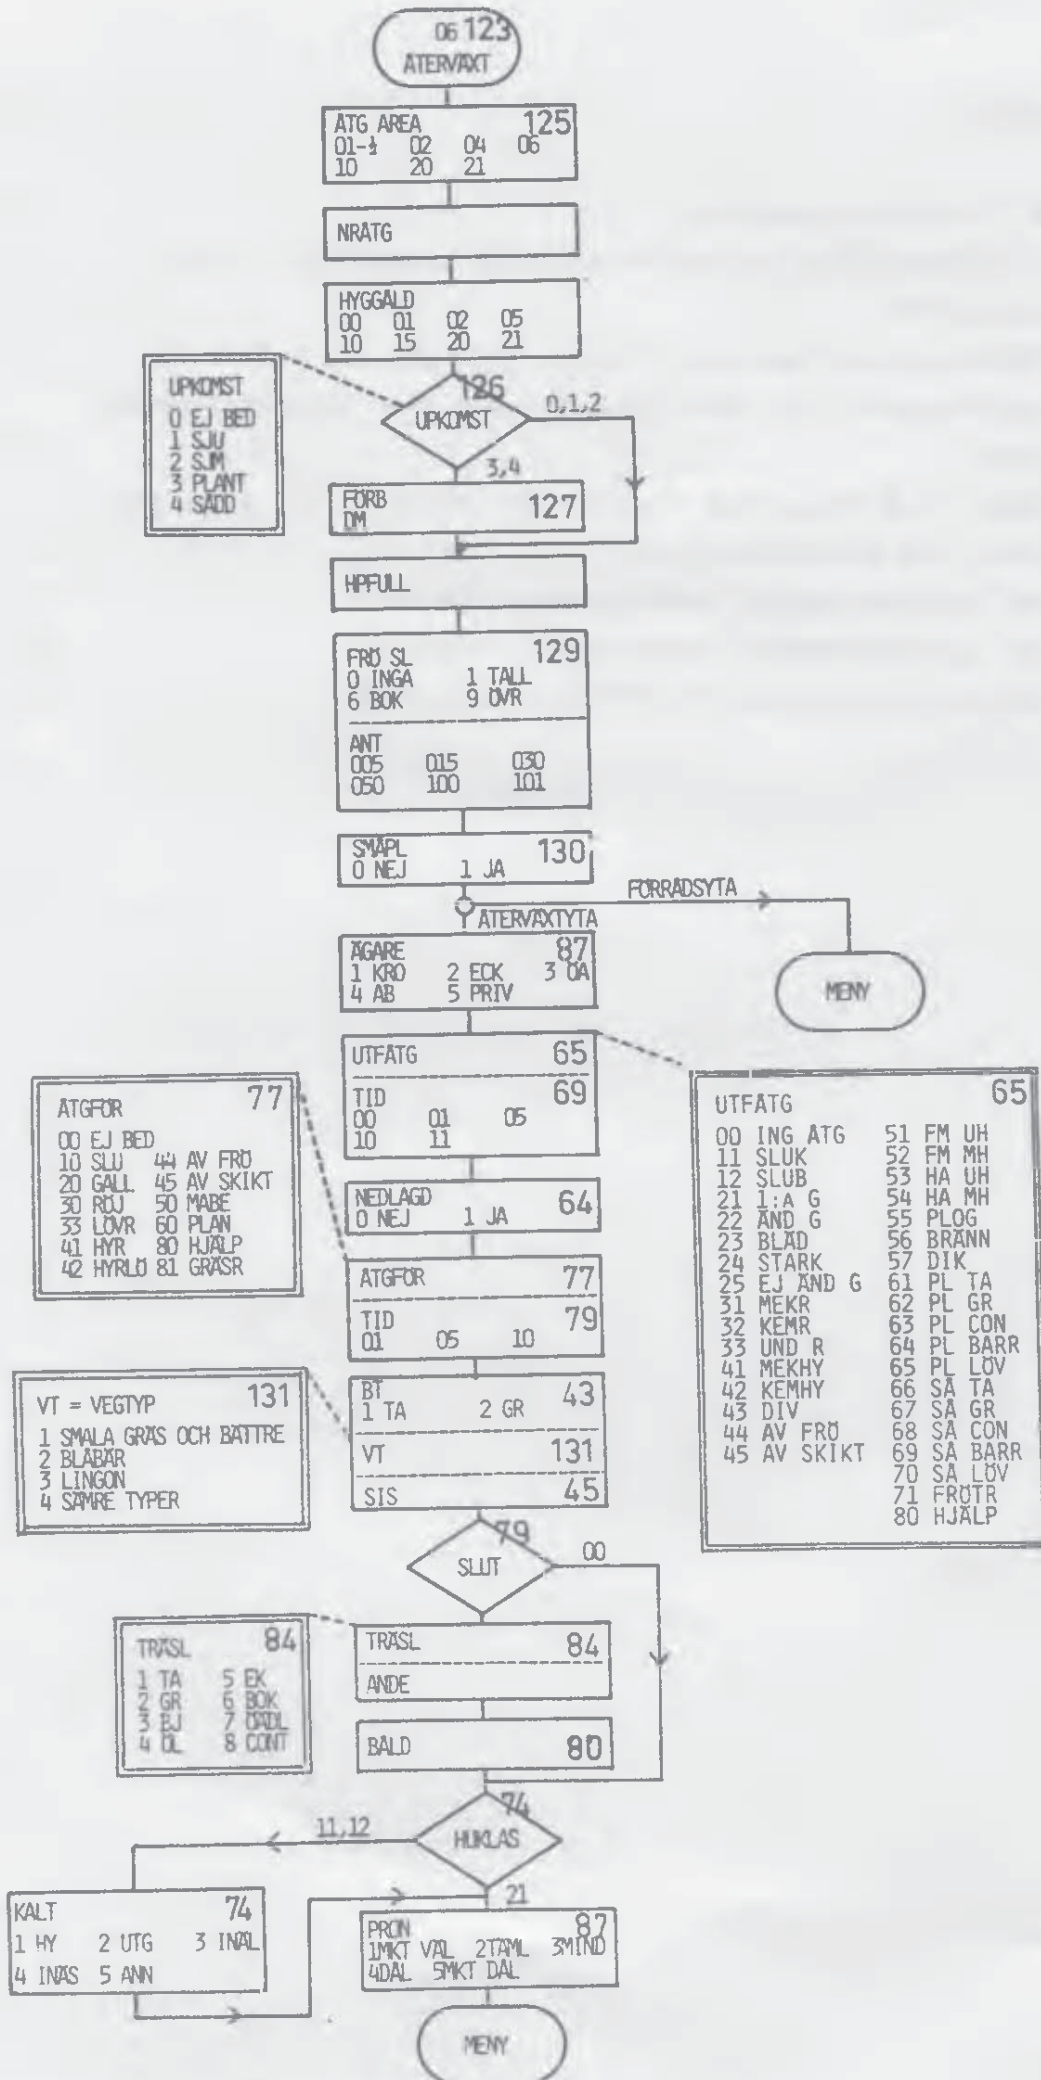 06 123
ÅTERVÄXT
ÅTG AREA 125
01-½ 02 04 06
10 20 21
NRÅTG
HYGGÅLD
00 01 02 05
10 15 20 21
UPKOMST
0 EJ BED
1 SJU
2 SJM
3 PLANT
4 SÅDD
126
UPKOMST
0,1,2
3,4
FÖRB 127
DM
HPFULL
FRÖ SL 129
0 INGA 1 TALL
6 BOK 9 ÖVR
ANT
005 015 030
050 100 101
SMÅPL 130
0 NEJ 1 JA
FÖRRÅDSYTA
ÅTERVÄXTYTA
ÄGARE 87
1 KRO 2 ECK 3 ÖA
4 AB 5 PRIV
MENY
UTFÅTG 65
TID 69
00 01 05
10 11
ÅTGFÖR 77
00 EJ BED
10 SLU 44 AV FRÖ
20 GALL 45 AV SKIKT
30 RÖJ 50 MABE
33 LÖVR 60 PLAN
41 HYR 80 HJÄLP
42 HYRLÖ 81 GRÄSR
UTFÅTG 65
00 ING ÅTG 51 FM UH
11 SLUK 52 FM MH
12 SLUB 53 HA UH
21 1:A G 54 HA MH
22 ÄND G 55 PLOG
23 BLÄD 56 BRÄNN
24 STARK 57 DIK
25 EJ ÄND G 61 PL TA
31 MEKR 62 PL GR
32 KEMR 63 PL CON
33 UND R 64 PL BARR
41 MEKHY 65 PL LÖV
42 KEMHY 66 SÅ TA
43 DIV 67 SÅ GR
44 AV FRÖ 68 SÅ CON
45 AV SKIKT 69 SÅ BARR
70 SÅ LÖV
71 FRÖTR
80 HJÄLP
NEDLAGD 64
0 NEJ 1 JA
ÅTGFÖR 77
TID 79
01 05 10
VT = VEGTYP 131
1 SMALA GRÄS OCH BÄTTRE
2 BLÅBÄR
3 LINGON
4 SÄMRE TYPER
BT 43
1 TA 2 GR
VT 131
SIS 45
79
SLUT
00
TRÄSL 84
1 TA 5 EK
2 GR 6 BOK
3 BJ 7 ÖÄDL
4 ÖL 8 CONT
TRÄSL 84
ANDE
BÅLD 80
74
HUKLAS
11,12
21
KALT 74
1 HY 2 UTG 3 INÄL
4 INÄS 5 ANN
PRON 87
1MKT VÄL 2TÄML 3MIND
4DÅL 5MKT DÅL
MENY